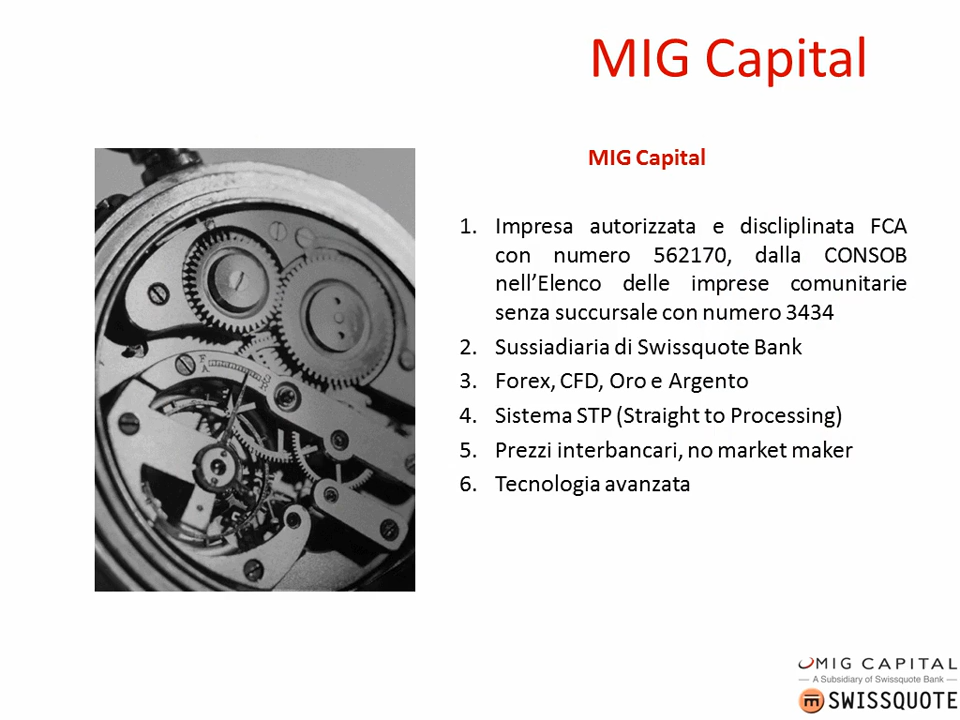 MIG Capital
MIG Capital
1. Impresa autorizzata e discliplinata FCA
con numero 562170, dalla CONSOB
nell’Elenco delle imprese comunitarie
senza succursale con numero 3434
2. Sussiadiaria di Swissquote Bank
3. Forex, CFD, Oro e Argento
4. Sistema STP (Straight to Processing)
5. Prezzi interbancari, no market maker
6. Tecnologia avanzata
F
A
MIG CAPITAL
— A Subsidiary of Swissquote Bank —
SWISSQUOTE